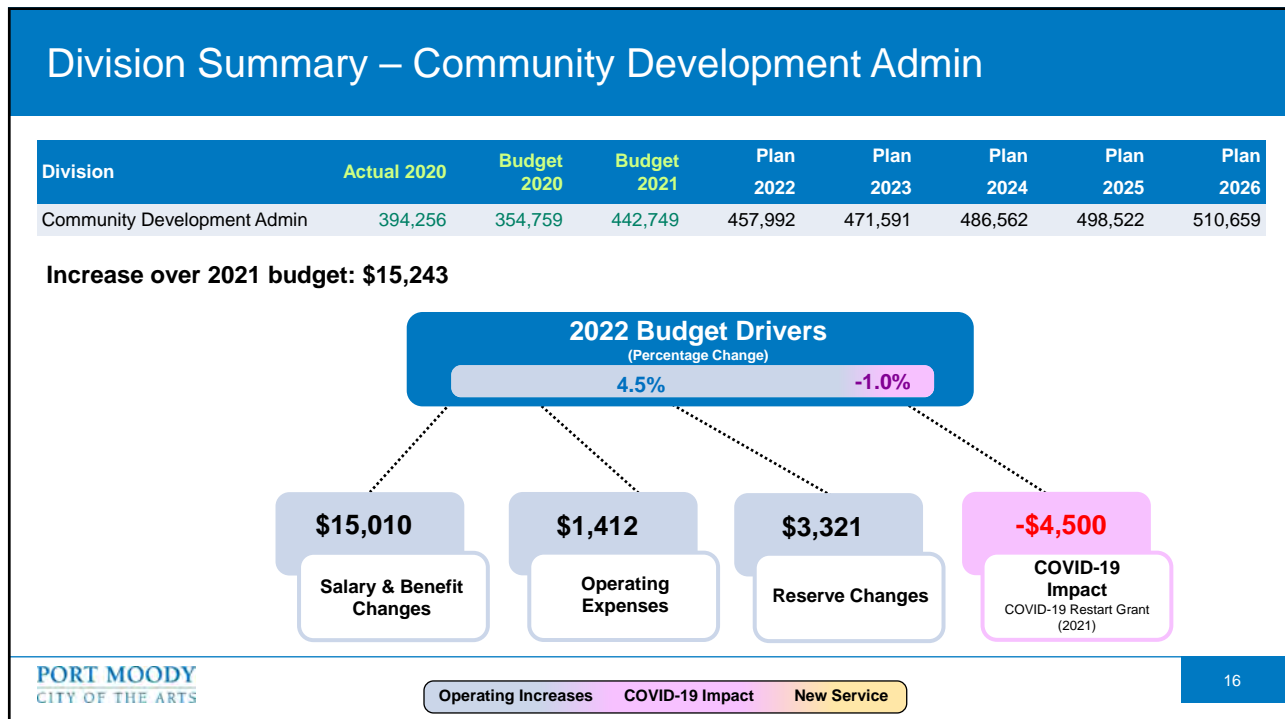 Division Summary – Community Development Admin
Division Actual 2020 Budget 2020 Budget 2021 Plan 2022 Plan 2023 Plan 2024 Plan 2025 Plan 2026
Community Development Admin 394,256 354,759 442,749 457,992 471,591 486,562 498,522 510,659
Increase over 2021 budget: $15,243
2022 Budget Drivers
(Percentage Change)
4.5% -1.0%
$15,010
Salary & Benefit
Changes
$1,412
Operating
Expenses
$3,321
Reserve Changes
-$4,500
COVID-19
Impact
COVID-19 Restart Grant
(2021)
PORT MOODY
CITY OF THE ARTS
Operating Increases COVID-19 Impact New Service
16